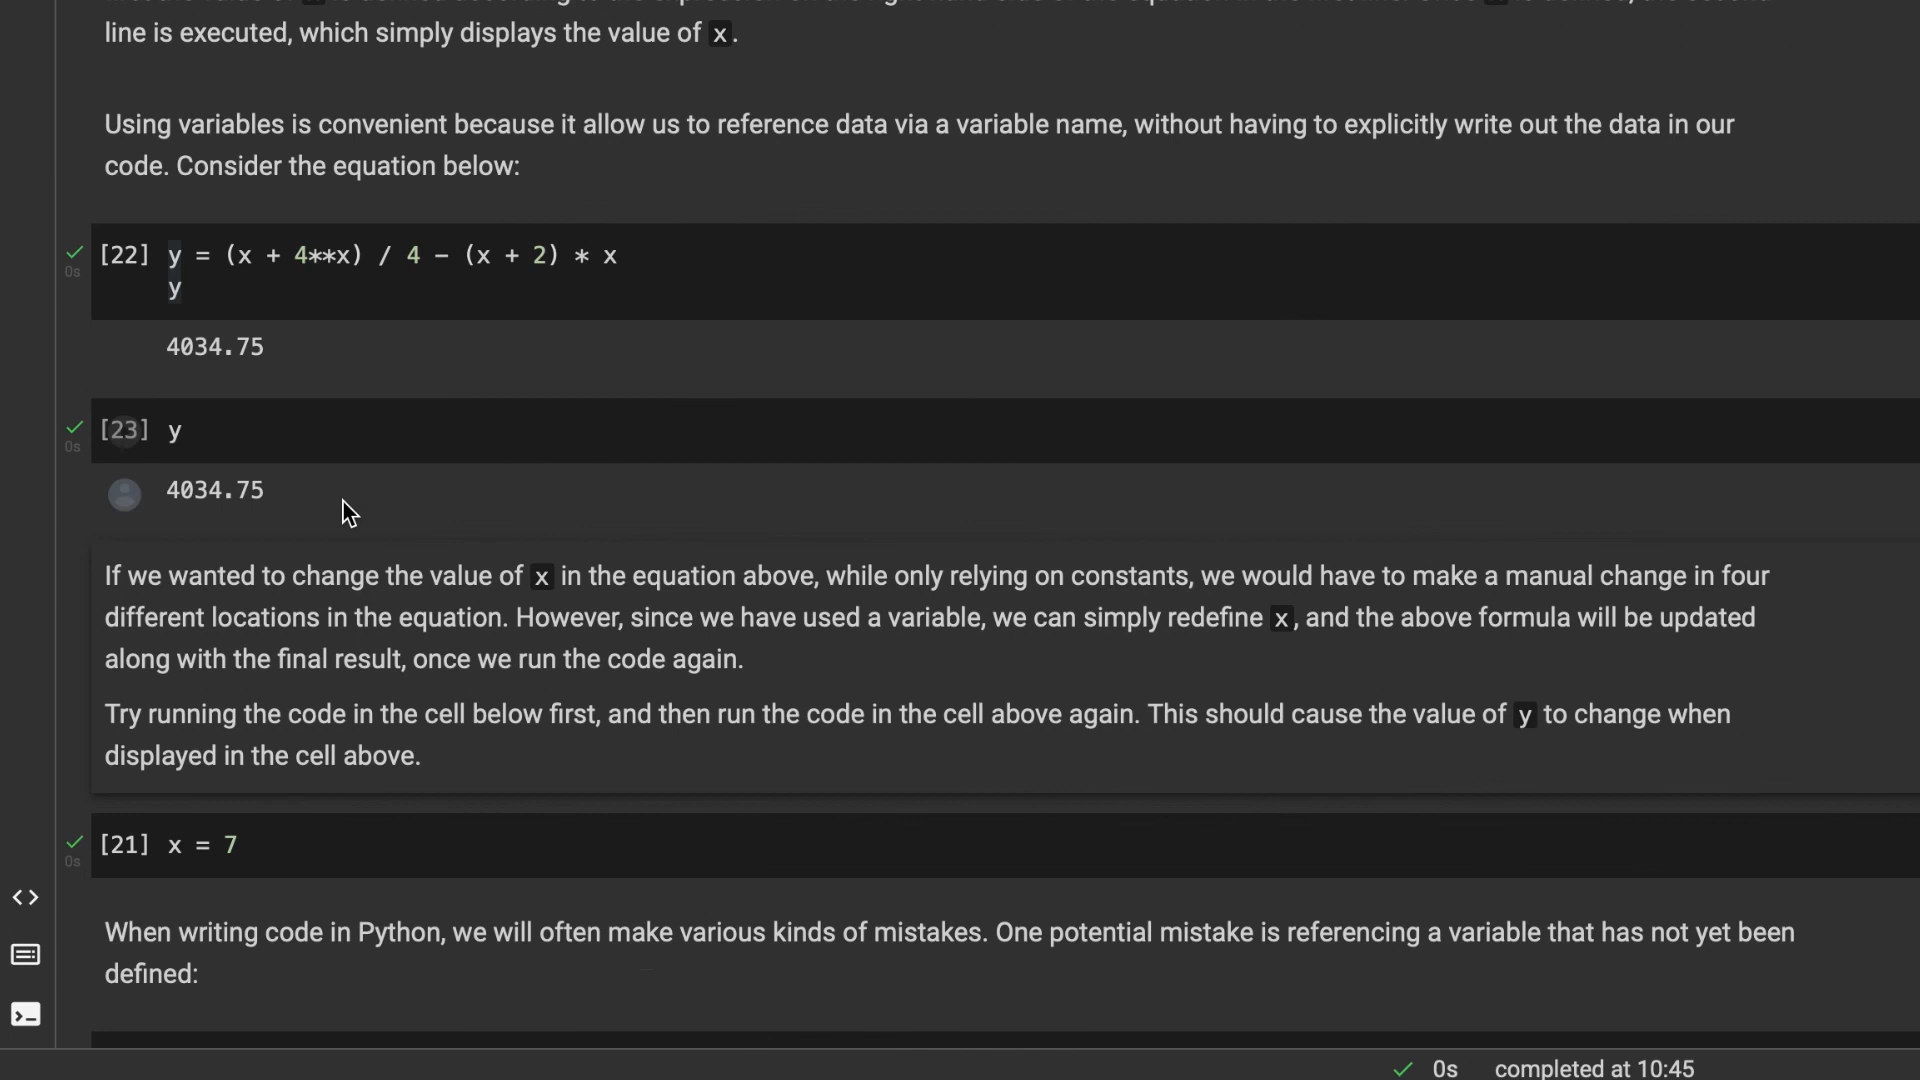 line is executed, which simply displays the value of x.
Using variables is convenient because it allow us to reference data via a variable name, without having to explicitly write out the data in our
code. Consider the equation below:
[22] y = (x + 4**x) / 4 - (x + 2) * x
0s
y
4034.75
[23] y
0s
4034.75
If we wanted to change the value of x in the equation above, while only relying on constants, we would have to make a manual change in four
different locations in the equation. However, since we have used a variable, we can simply redefine x, and the above formula will be updated
along with the final result, once we run the code again.
Try running the code in the cell below first, and then run the code in the cell above again. This should cause the value of y to change when
displayed in the cell above.
[21] x = 7
0s
When writing code in Python, we will often make various kinds of mistakes. One potential mistake is referencing a variable that has not yet been
defined:
0s completed at 10:45